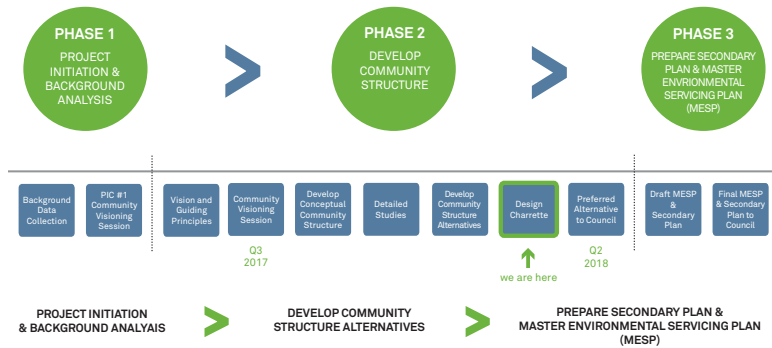 PHASE 1
PROJECT
INITIATION &
BACKGROUND
ANALYSIS
>
PHASE 2
DEVELOP
COMMUNITY
STRUCTURE
>
PHASE 3
PREPARE SECONDARY
PLAN & MASTER
ENVRIONMENTAL
SERVICING PLAN
(MESP)
Background
Data
Collection
PIC #1
Community
Visioning
Session
Vision and
Guiding
Principles
Community
Visioning
Session
Develop
Conceptual
Community
Structure
Detailed
Studies
Develop
Community
Structure
Alternatives
Design
Charrette
Preferred
Alternative
to Council
Draft MESP
&
Secondary
Plan
Final MESP
& Secondary
Plan to
Council
Q3
2017
we are here
Q2
2018
PROJECT INITIATION
& BACKGROUND ANALYAIS
>
DEVELOP COMMUNITY
STRUCTURE ALTERNATIVES
>
PREPARE SECONDARY PLAN &
MASTER ENVIRONMENTAL SERVICING PLAN
(MESP)